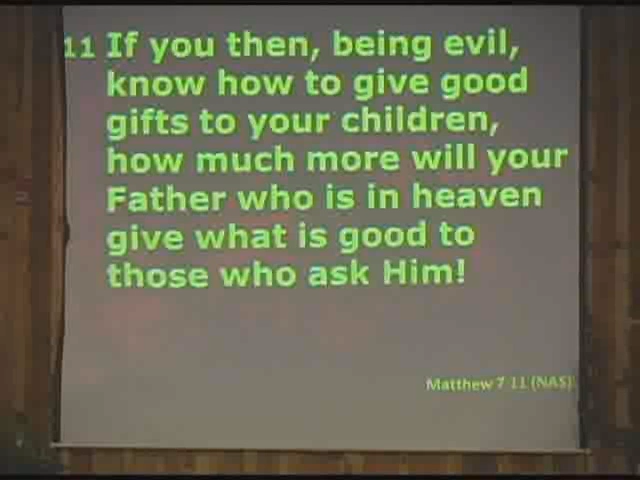 11 If you then, being evil,
know how to give good
gifts to your children,
how much more will your
Father who is in heaven
give what is good to
those who ask Him!
Matthew 7 11 (NAS)